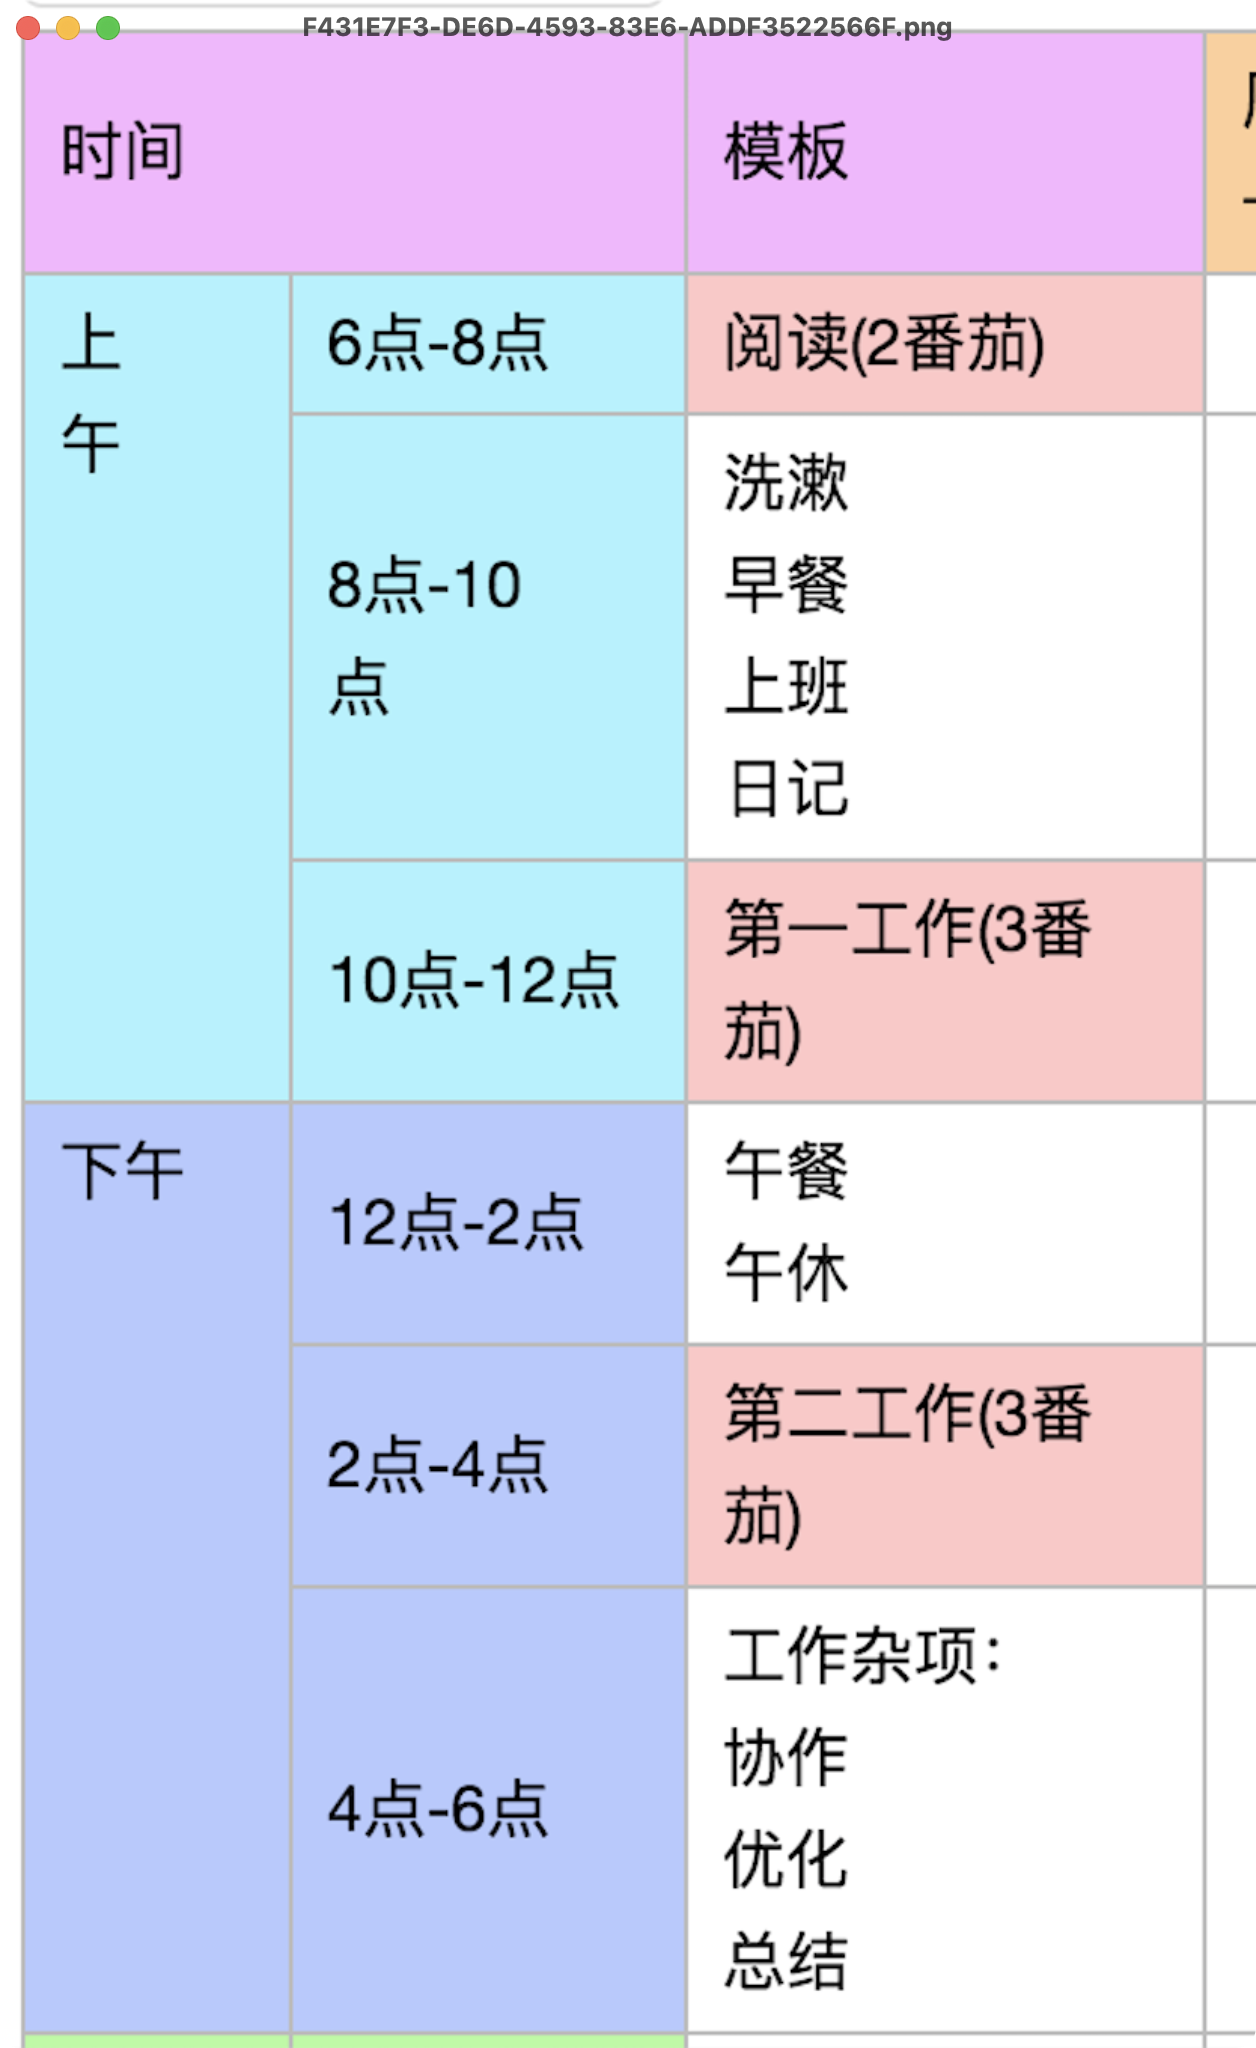 F431E7F3-DE6D-4593-83E6-ADDF3522566F.png
时间
模板
上
午
6点-8点
阅读(2番茄)
8点-10
点
洗漱
早餐
上班
日记
10点-12点
第一工作(3番
茄)
下午
12点-2点
午餐
午休
2点-4点
第二工作(3番
茄)
4点-6点
工作杂项：
协作
优化
总结